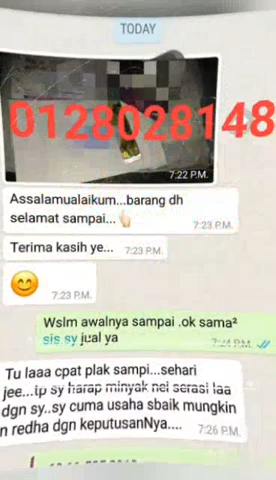 TODAY
0128028148
7:22 P.M.
Assalamualaikum...barang dh
selamat sampai...👆🏻
7:23 P.M.
Terima kasih ye... 7:23 P.M.
😊
7:23 P.M.
Wslm awalnya sampai .ok sama²
sis sy jual ya
P.M.
Tu laaa cpat plak sampi...sehari
jee...tp sy harap minyak nei serasi laa
dgn sy..sy cuma usaha sbaik mungkin
n redha dgn keputusanNya.... 7:26 P.M.